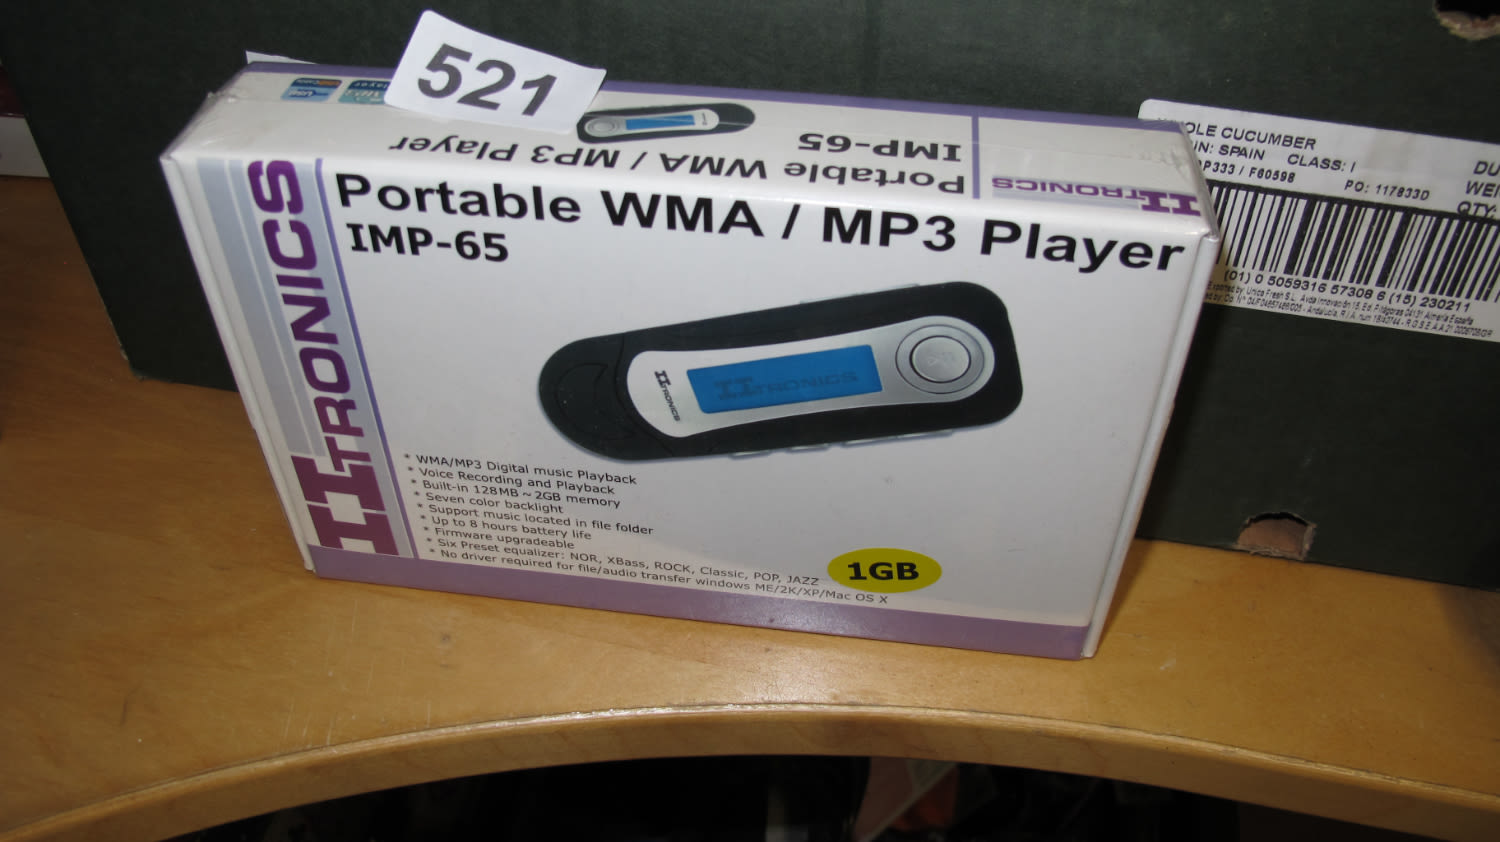 521
Portable WMA / MP3 Player
IMP-65
IITRONICS
Portable WMA / MP3 Player
IMP-65
IITRONICS
IITRONICS
IITRONICS
* WMA/MP3 Digital music Playback
* Voice Recording and Playback
* Built-in 128MB ~ 2GB memory
* Seven color backlight
* Support music located in file folder
* Up to 8 hours battery life
* Firmware upgradeable
* Six Preset equalizer: NOR, XBass, ROCK, Classic, POP, JAZZ
* No driver required for file/audio transfer windows ME/2K/XP/Mac OS X
1GB
CUCUMBER
SPAIN CLASS: I
P333 / F60598
PO: 1178330
DU
WEI
QTY:
(01) 0 5059316 57308 6 (15) 230211